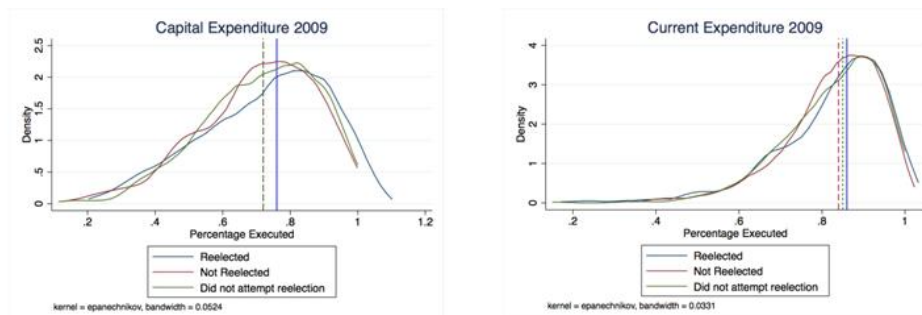 Capital Expenditure 2009
2.5
2
1.5
1
.5
0
Density
.2 .4 .6 .8 1 1.2
Percentage Executed
Reelected
Not Reelected
Did not attempt reelection
kernel = epanechnikov, bandwidth = 0.0524
Current Expenditure 2009
4
3
2
1
0
Density
.2 .4 .6 .8 1
Percentage Executed
Reelected
Not Reelected
Did not attempt reelection
kernel = epanechnikov, bandwidth = 0.0331